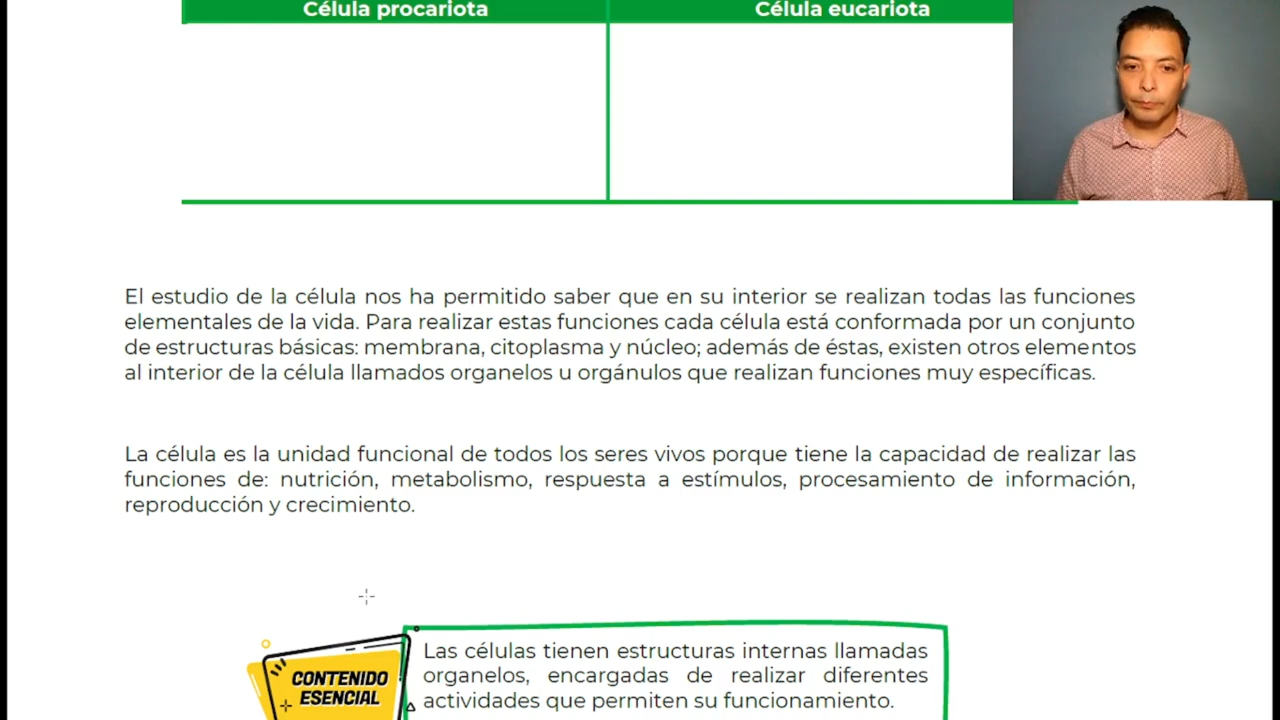 Célula procariota
Célula eucariota
El estudio de la célula nos ha permitido saber que en su interior se realizan todas las funciones
elementales de la vida. Para realizar estas funciones cada célula está conformada por un conjunto
de estructuras básicas: membrana, citoplasma y núcleo; además de éstas, existen otros elementos
al interior de la célula llamados organelos u orgánulos que realizan funciones muy específicas.
La célula es la unidad funcional de todos los seres vivos porque tiene la capacidad de realizar las
funciones de: nutrición, metabolismo, respuesta a estímulos, procesamiento de información,
reproducción y crecimiento.
CONTENIDO
ESENCIAL
Las células tienen estructuras internas llamadas
organelos, encargadas de realizar diferentes
actividades que permiten su funcionamiento.